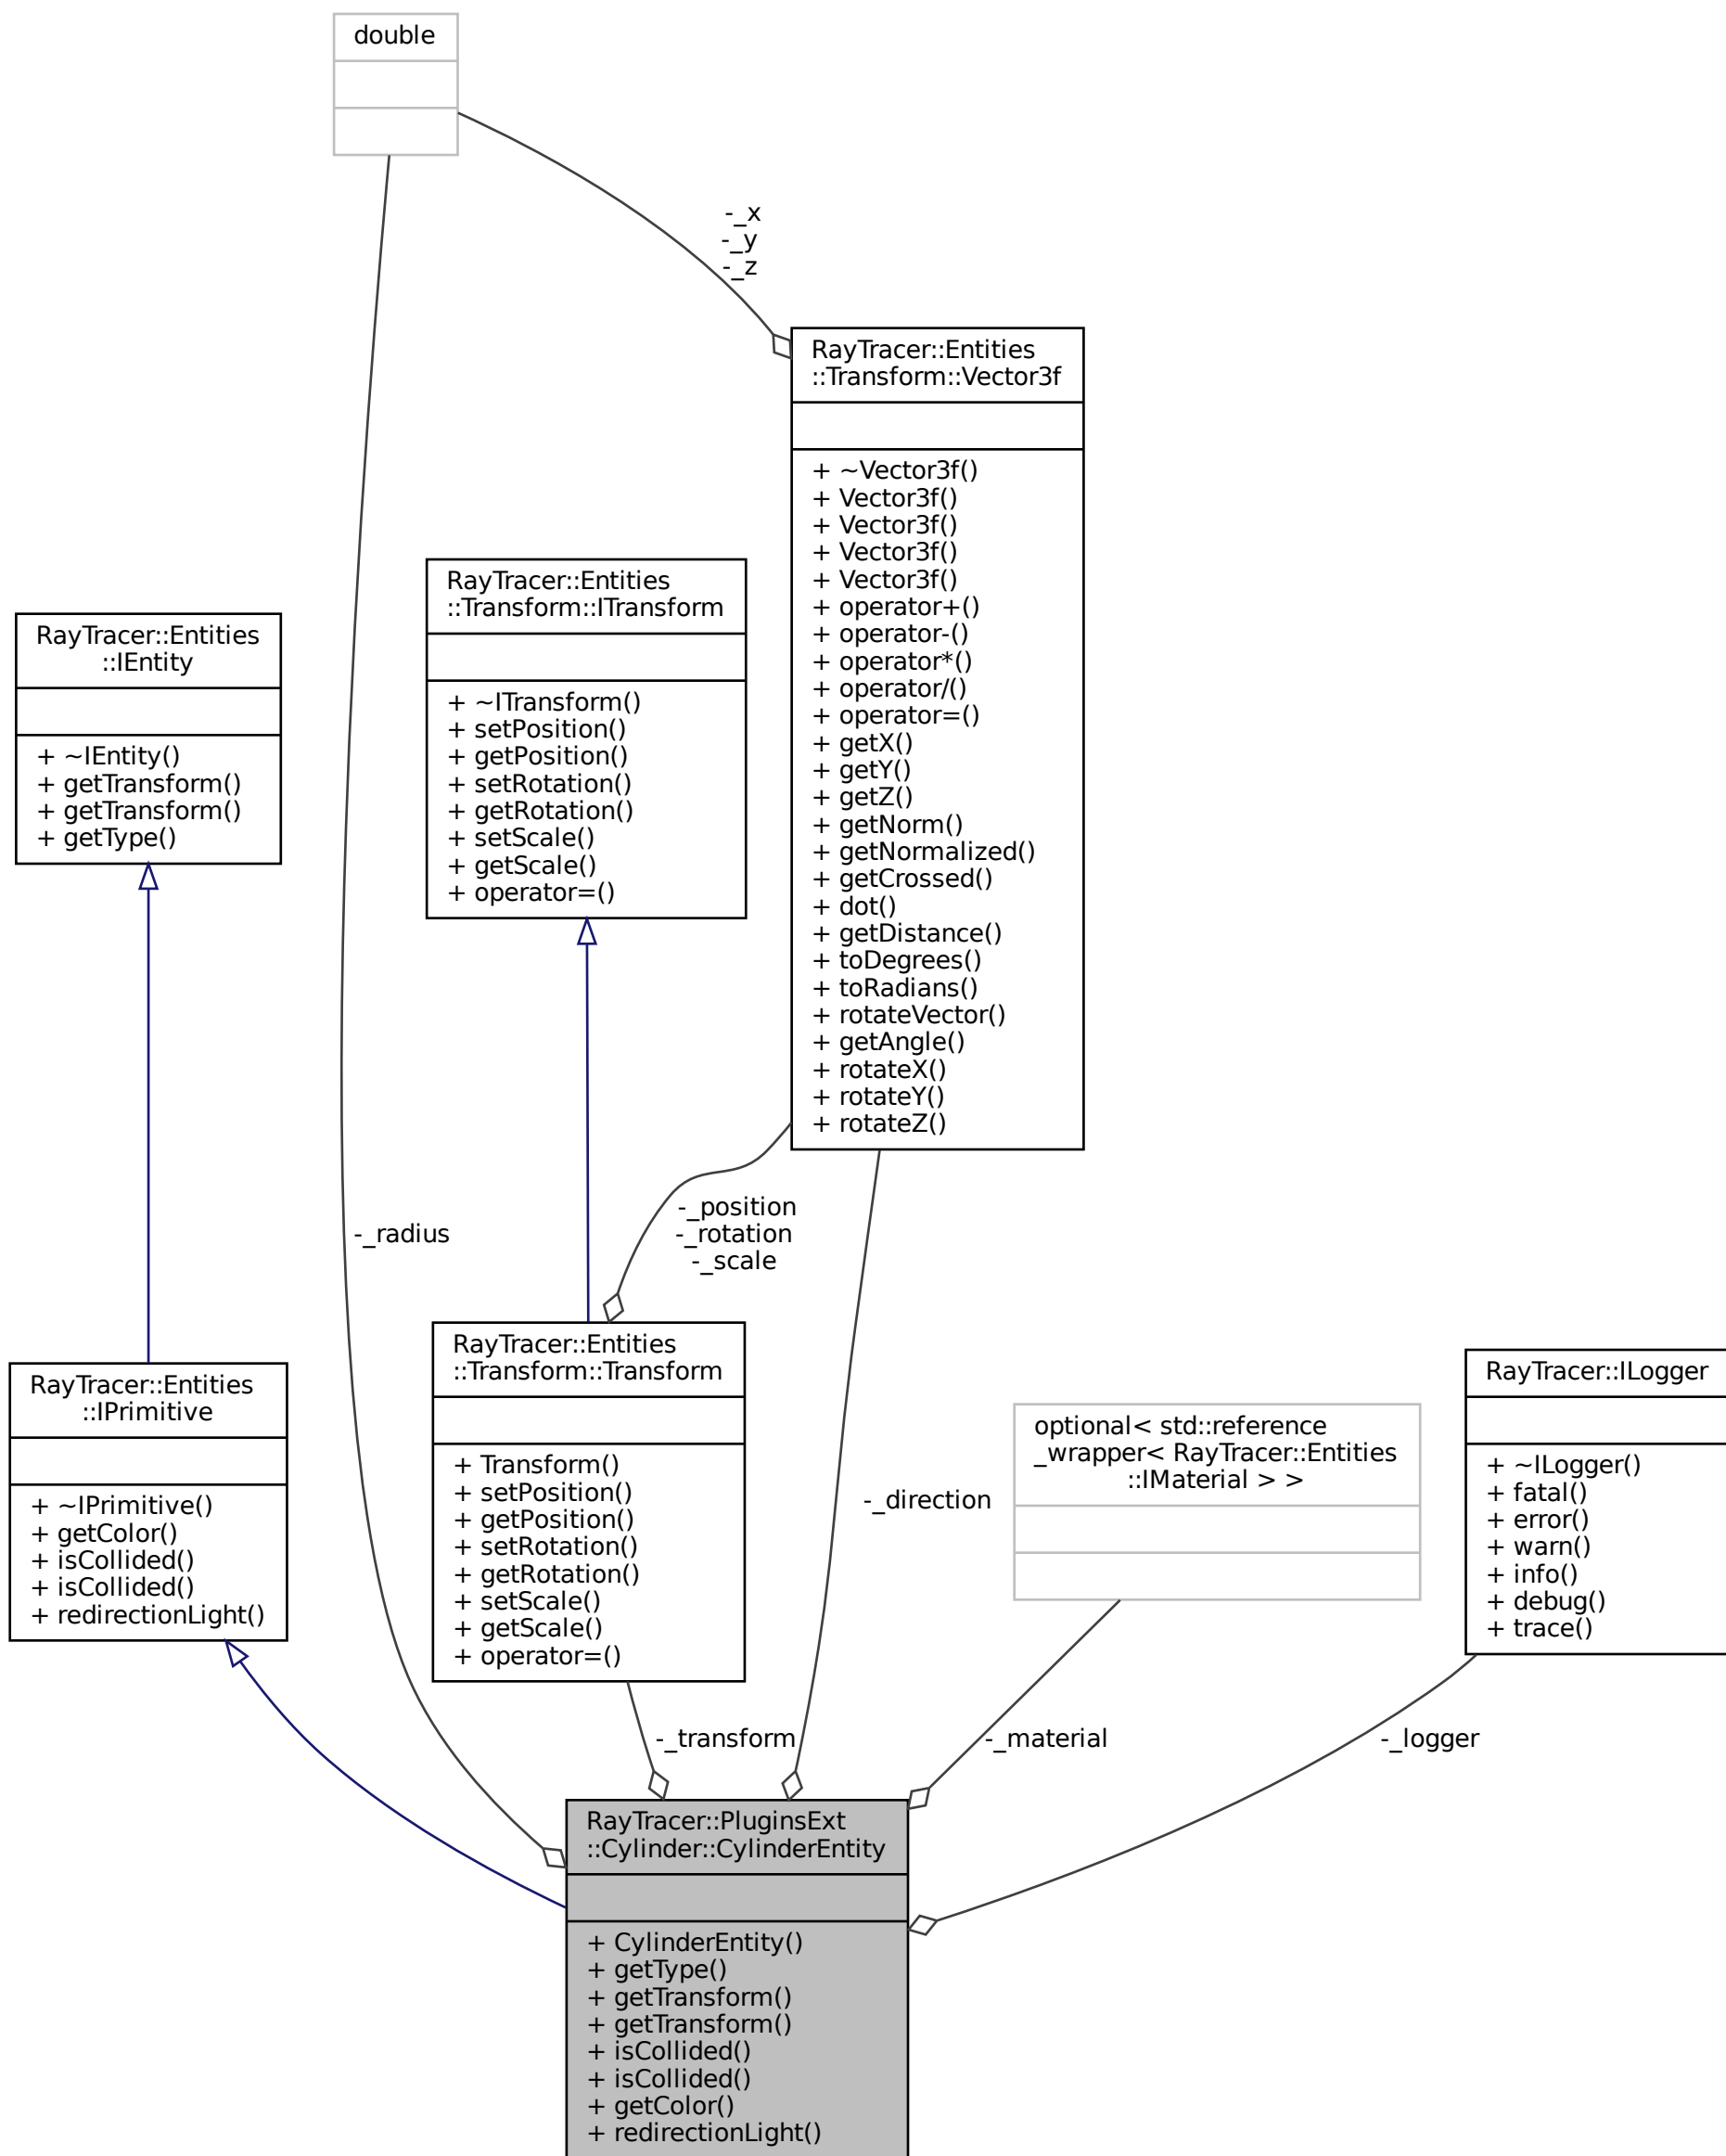 double
-_x
-_y
-_z
RayTracer::Entities
::Transform::Vector3f
+ ~Vector3f()
+ Vector3f()
+ Vector3f()
+ Vector3f()
+ Vector3f()
+ operator+()
+ operator-()
+ operator*()
+ operator/()
+ operator=()
+ getX()
+ getY()
+ getZ()
+ getNorm()
+ getNormalized()
+ getCrossed()
+ dot()
+ getDistance()
+ toDegrees()
+ toRadians()
+ rotateVector()
+ getAngle()
+ rotateX()
+ rotateY()
+ rotateZ()
RayTracer::Entities
::Transform::ITransform
+ ~ITransform()
+ setPosition()
+ getPosition()
+ setRotation()
+ getRotation()
+ setScale()
+ getScale()
+ operator=()
RayTracer::Entities
::IEntity
+ ~IEntity()
+ getTransform()
+ getTransform()
+ getType()
-_radius
-_position
-_rotation
-_scale
RayTracer::Entities
::IPrimitive
+ ~IPrimitive()
+ getColor()
+ isCollided()
+ isCollided()
+ redirectionLight()
RayTracer::Entities
::Transform::Transform
+ Transform()
+ setPosition()
+ getPosition()
+ setRotation()
+ getRotation()
+ setScale()
+ getScale()
+ operator=()
-_direction
optional< std::reference
_wrapper< RayTracer::Entities
::IMaterial > >
RayTracer::ILogger
+ ~ILogger()
+ fatal()
+ error()
+ warn()
+ info()
+ debug()
+ trace()
-_transform
-_material
-_logger
RayTracer::PluginsExt
::Cylinder::CylinderEntity
+ CylinderEntity()
+ getType()
+ getTransform()
+ getTransform()
+ isCollided()
+ isCollided()
+ getColor()
+ redirectionLight()